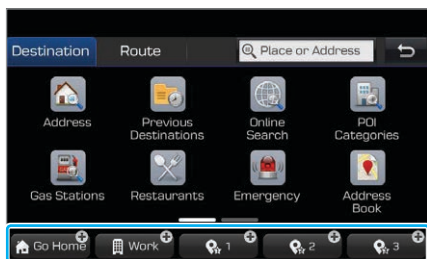 Destination
Route
Place or Address
Address
Previous
Destinations
Online
Search
POI
Categories
Gas Stations
Restaurants
Emergency
Address
Book
Go Home
Work
1
2
3